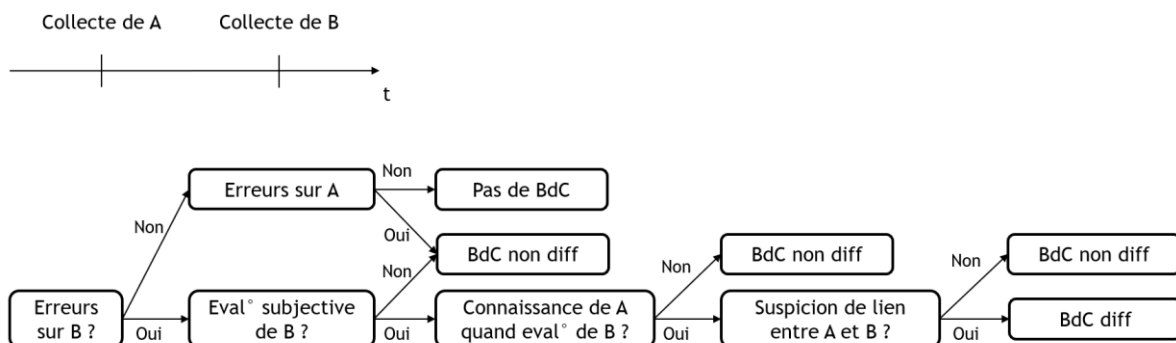 Collecte de A
Collecte de B
t
Erreurs sur A
Non
Pas de BdC
Non
Oui
BdC non diff
Non
BdC non diff
Non
BdC non diff
Non
Erreurs
sur B ?
Oui
Eval° subjective
de B ?
Oui
Connaissance de A
quand eval° de B ?
Oui
Suspicion de lien
entre A et B ?
Oui
BdC diff